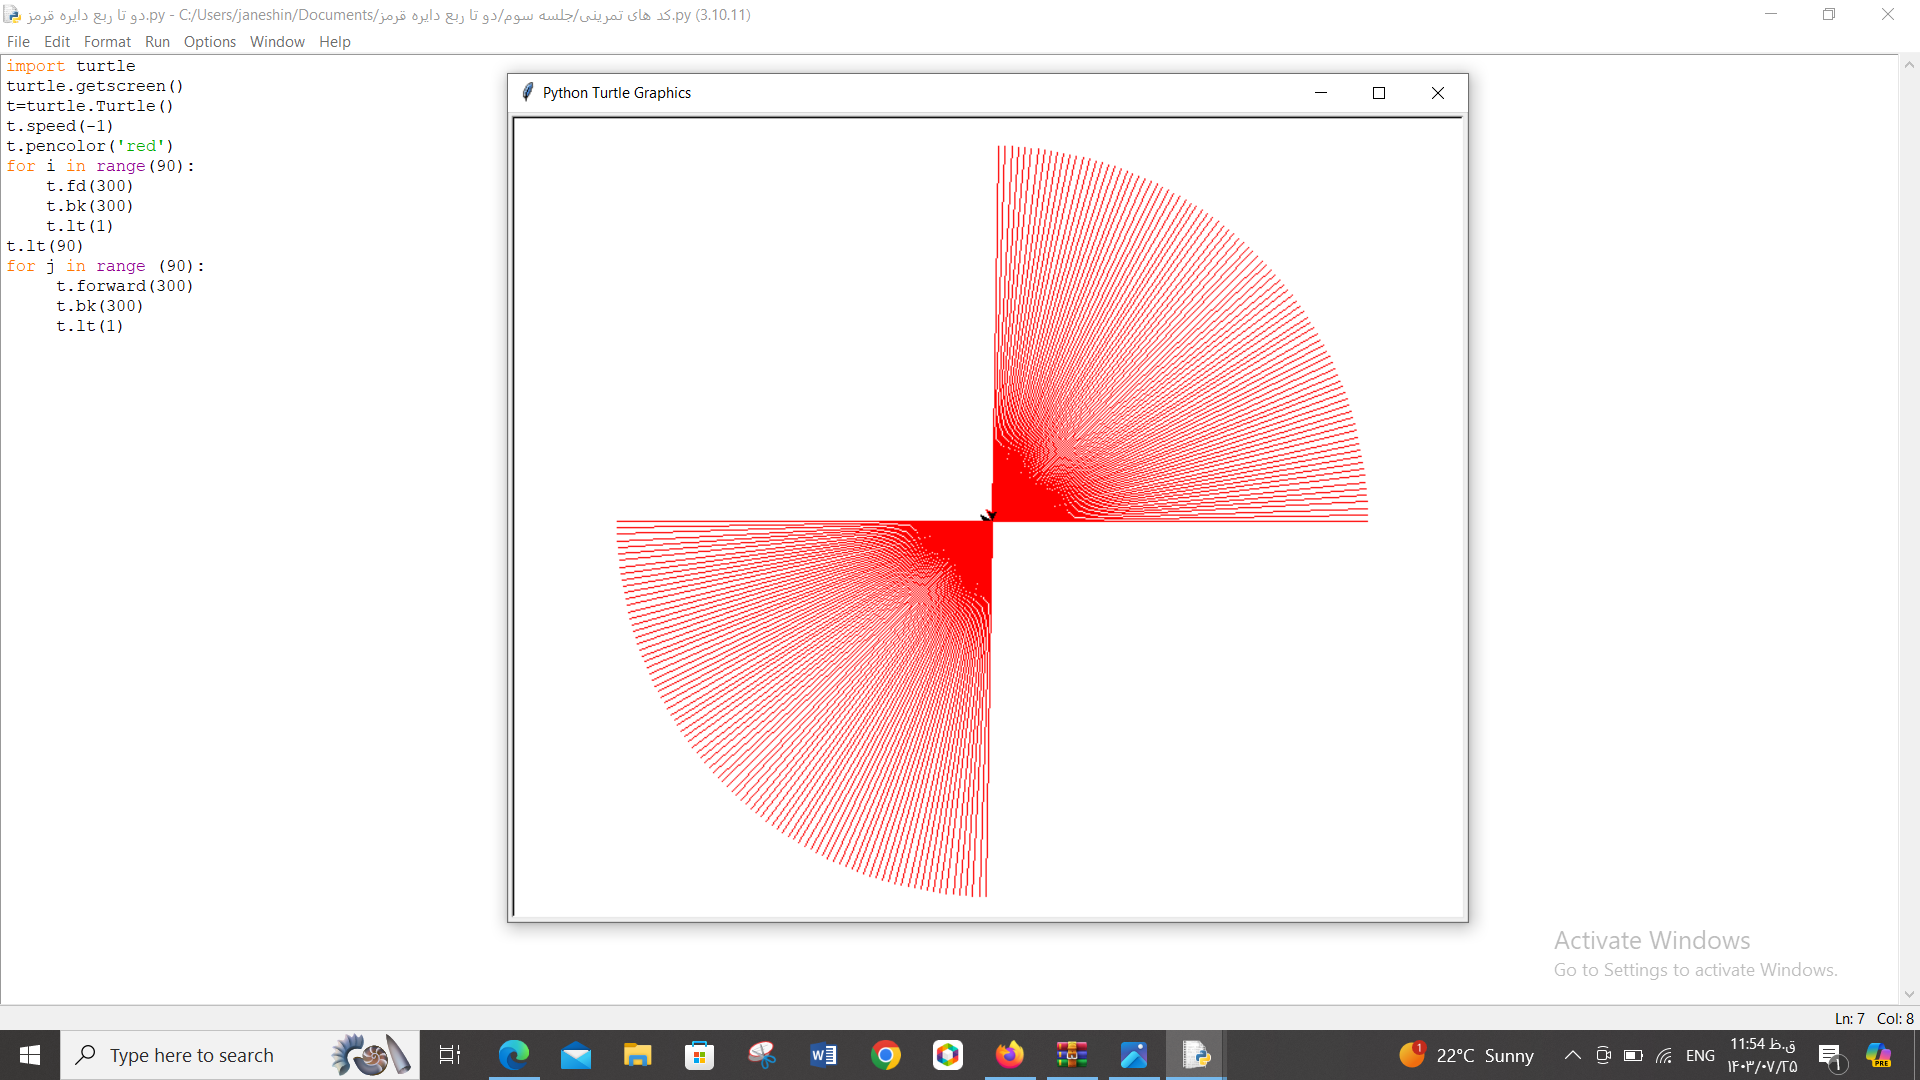 دو تا ربع دایره قرمز.py - C:/Users/janeshin/Documents/کد های تمرینی/جلسه سوم/دو تا ربع دایره قرمز.py (3.10.11)
File Edit Format Run Options Window Help
import turtle
turtle.getscreen()
t=turtle.Turtle()
t.speed(-1)
t.pencolor('red')
for i in range(90):
    t.fd(300)
    t.bk(300)
    t.lt(1)
t.lt(90)
for j in range (90):
     t.forward(300)
     t.bk(300)
     t.lt(1)
Python Turtle Graphics
Activate Windows
Go to Settings to activate Windows.
Ln: 7 Col: 8
Type here to search
W
1
22°C Sunny
ENG
11:54 ق.ظ
۱۴۰۳/۰۷/۲۵
۱
PRE